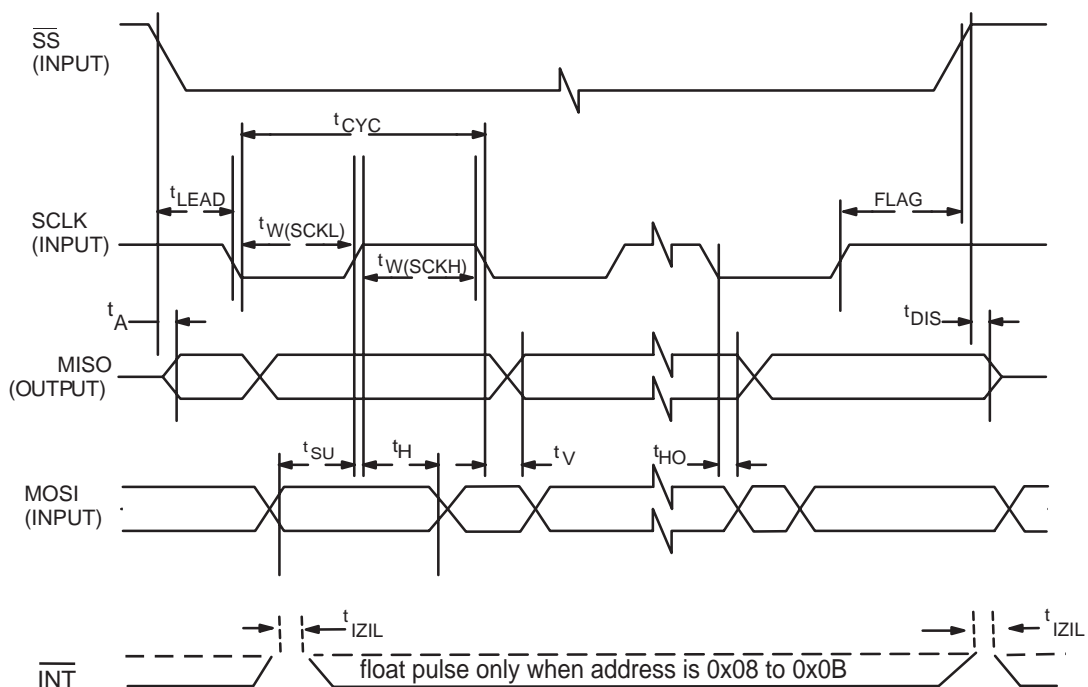 SS
(INPUT)
tCYC
tLEAD
FLAG
SCLK
(INPUT)
tW(SCKL)
tW(SCKH)
tA
tDIS
MISO
(OUTPUT)
tSU
tH
tV
tHO
MOSI
(INPUT)
tIZIL
tIZIL
INT
float pulse only when address is 0x08 to 0x0B